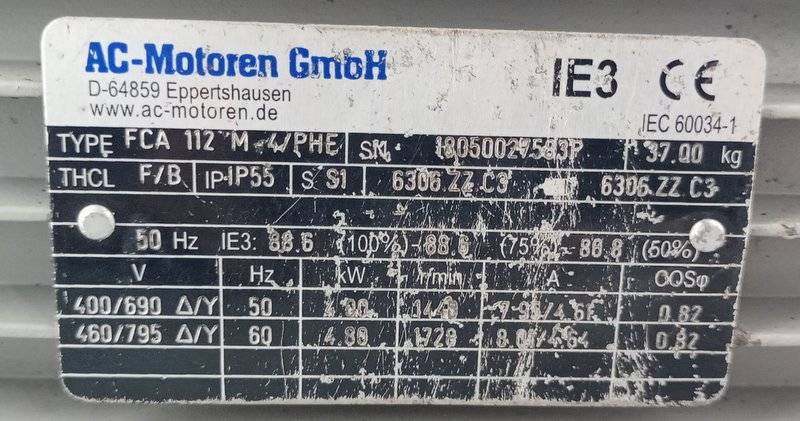 AC-Motoren GmbH
D-64859 Eppertshausen
www.ac-motoren.de
IE3 CE
IEC 60034-1
TYPE FCA 112 M-4/PHE SN. 37.00 kg
THCL F/B IP IP55 S S1 6306.ZZ.C3 6306.ZZ.C3
50 Hz IE3: 88.6 (100%)-88.6 (75%)- (50%)
V Hz kW 1/min A COSφ
400/690 Δ/Y 50 0.82
460/795 Δ/Y 60 4.80 0.82